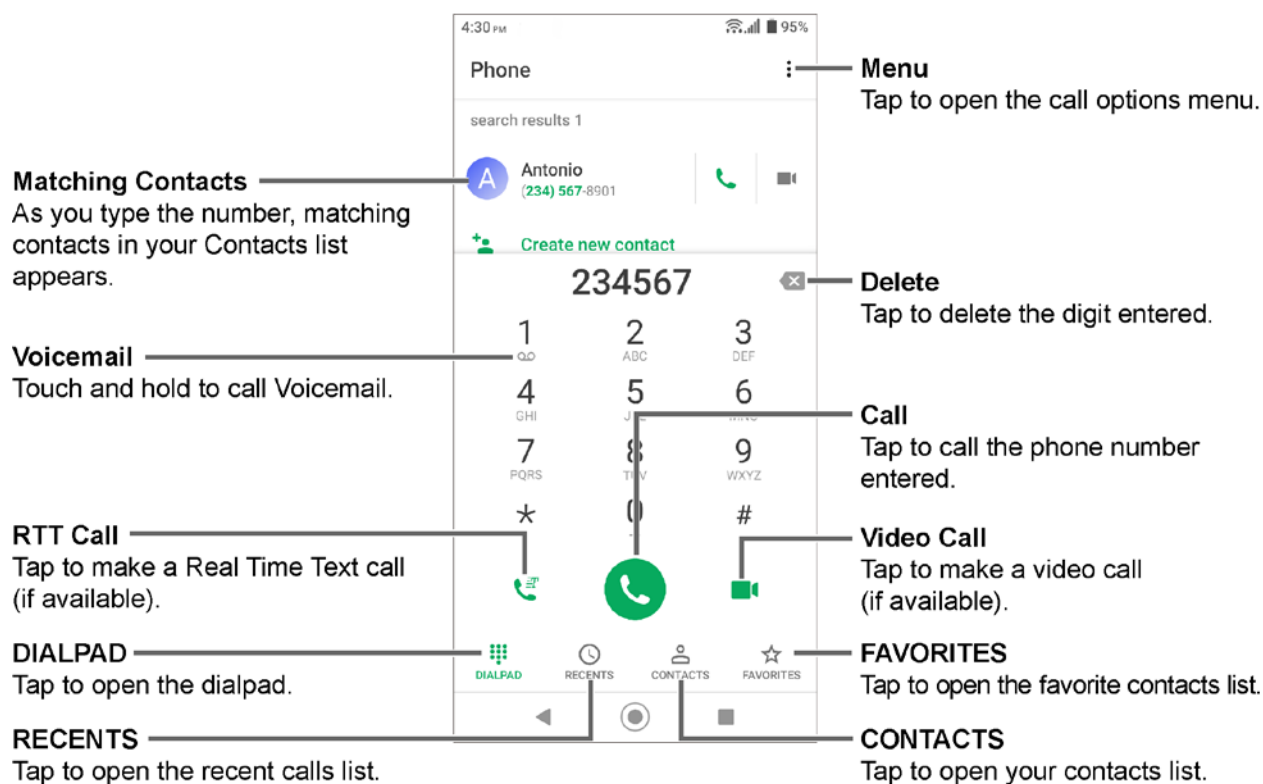 4:30 PM 95%
Phone
search results 1
A
Antonio
(234) 567-8901
Create new contact
234567
1 2 3
ABC DEF
4 5 6
GHI
7 8 9
PQRS WXYZ
* 0 #
DIALPAD RECENTS CONTACTS FAVORITES
Matching Contacts
As you type the number, matching
contacts in your Contacts list
appears.
Voicemail
Touch and hold to call Voicemail.
RTT Call
Tap to make a Real Time Text call
(if available).
DIALPAD
Tap to open the dialpad.
RECENTS
Tap to open the recent calls list.
Menu
Tap to open the call options menu.
Delete
Tap to delete the digit entered.
Call
Tap to call the phone number
entered.
Video Call
Tap to make a video call
(if available).
FAVORITES
Tap to open the favorite contacts list.
CONTACTS
Tap to open your contacts list.